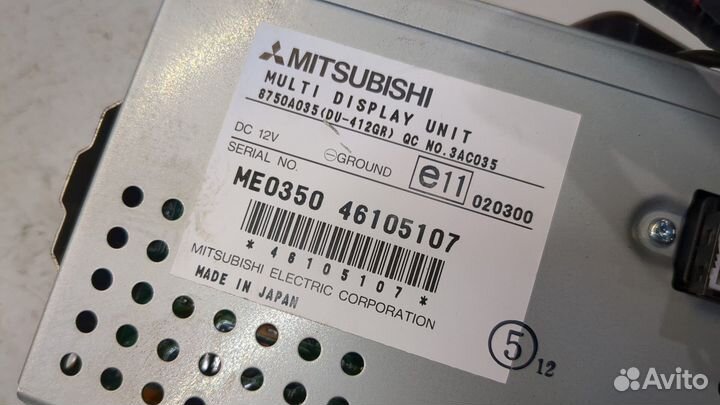 MITSUBISHI
MULTI DISPLAY UNIT
8750A035(DU-412GR) QC NO.3AC035
DC 12V ⊖GROUND e11 020300
SERIAL NO.
ME0350 46105107
*46105107*
MITSUBISHI ELECTRIC CORPORATION
MADE IN JAPAN
5 12
Avito